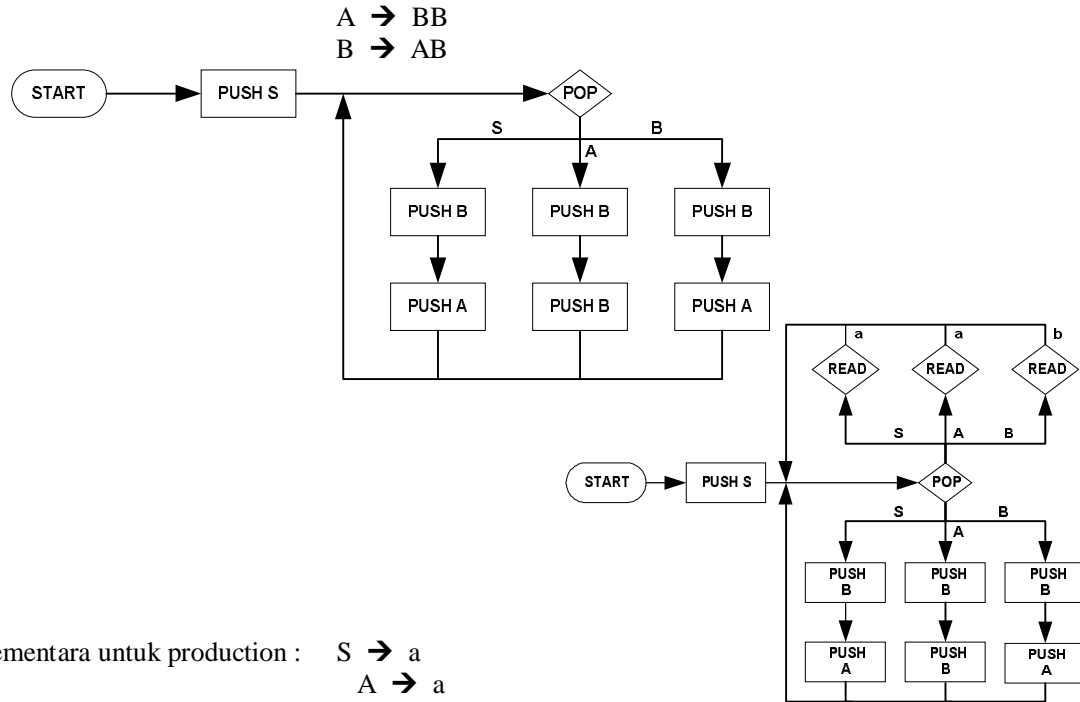 A ➔ BB
B ➔ AB
START
PUSH S
POP
S
A
B
PUSH B
PUSH B
PUSH B
PUSH A
PUSH B
PUSH A
a
a
b
READ
READ
READ
S
A
B
START
PUSH S
POP
S
A
B
PUSH
B
PUSH
B
PUSH
B
PUSH
A
PUSH
B
PUSH
A
ementara untuk production : S ➔ a
A ➔ a